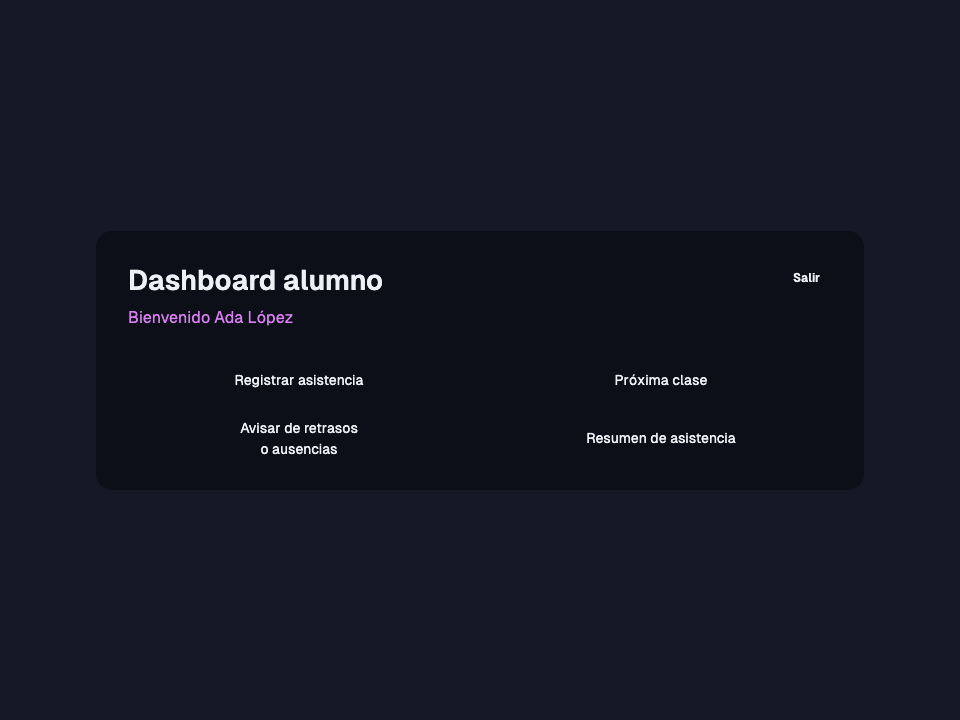 Dashboard alumno
Salir
Bienvenido Ada López
Registrar asistencia
Próxima clase
Avisar de retrasos
o ausencias
Resumen de asistencia